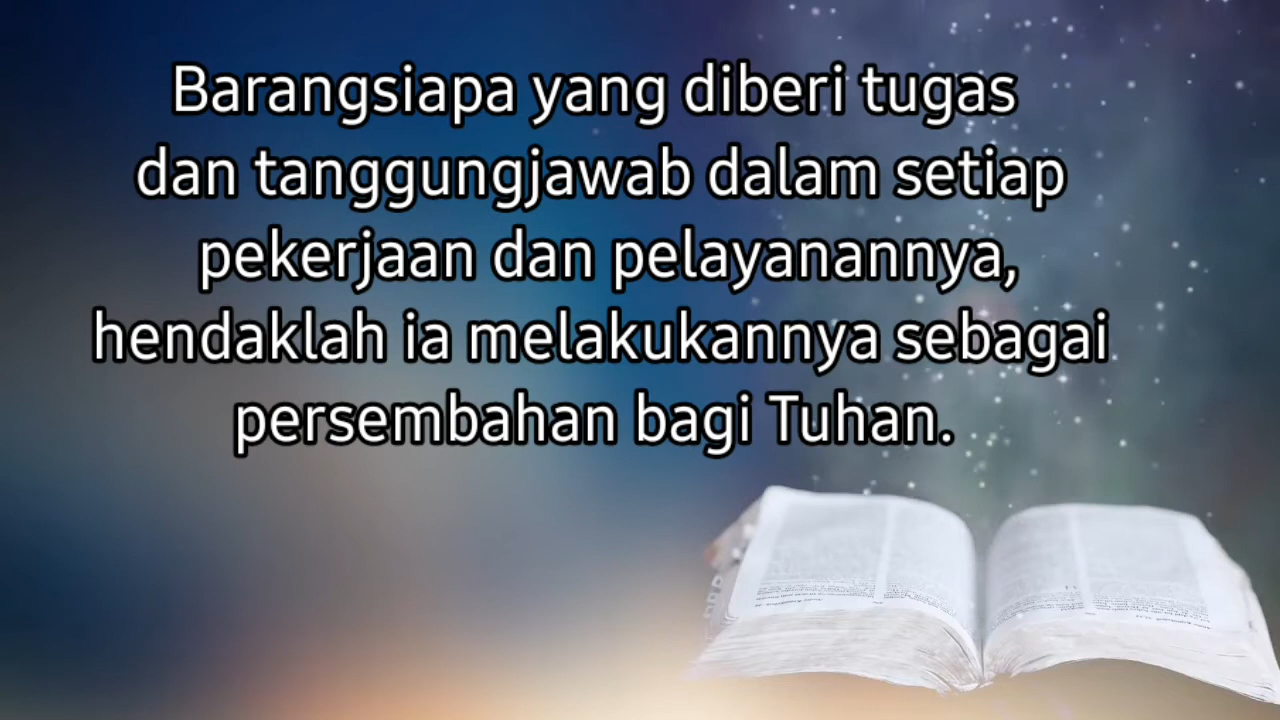 Barangsiapa yang diberi tugas
dan tanggungjawab dalam setiap
pekerjaan dan pelayanannya,
hendaklah ia melakukannya sebagai
persembahan bagi Tuhan.